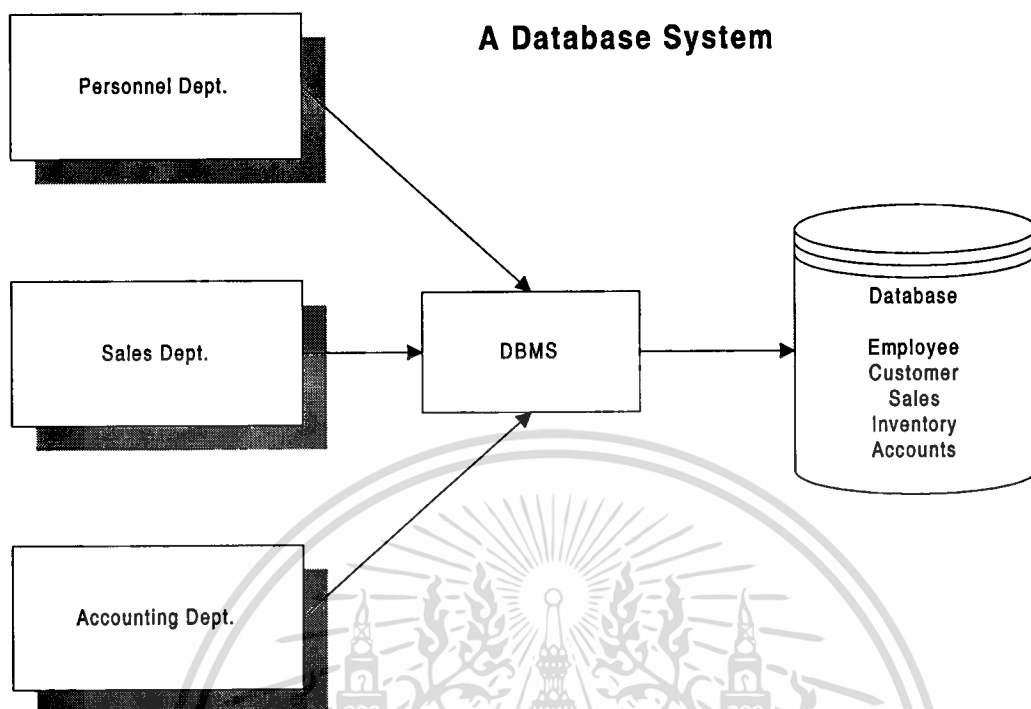 A Database System
Personnel Dept.
Sales Dept.
DBMS
Database
Employee
Customer
Sales
Inventory
Accounts
Accounting Dept.